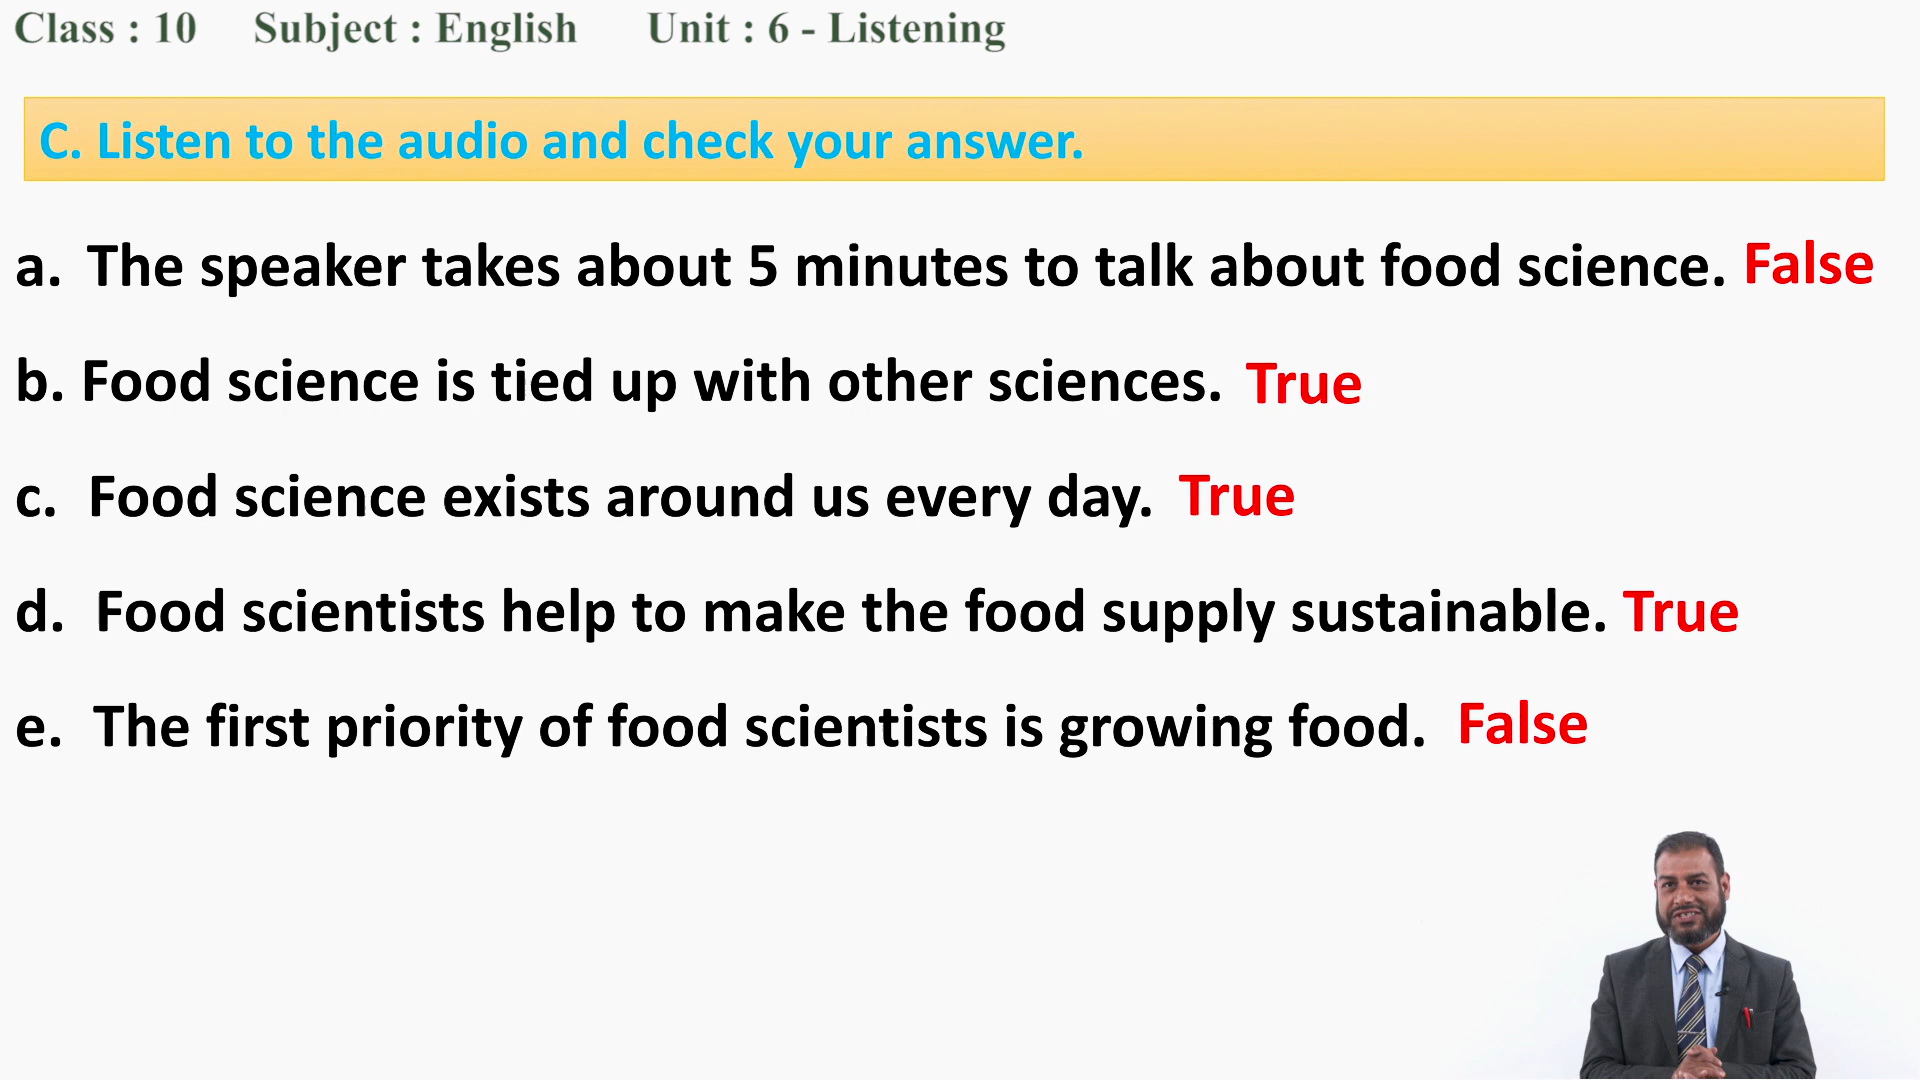 Class : 10 Subject : English Unit : 6 - Listening
C. Listen to the audio and check your answer.
a. The speaker takes about 5 minutes to talk about food science. False
b. Food science is tied up with other sciences. True
c. Food science exists around us every day. True
d. Food scientists help to make the food supply sustainable. True
e. The first priority of food scientists is growing food. False